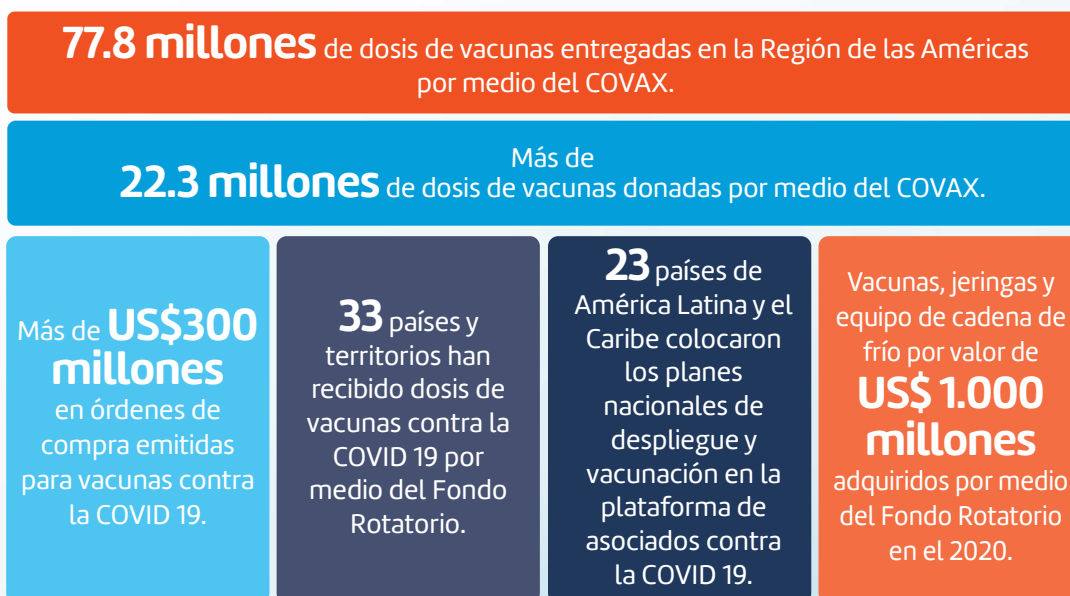 77.8 millones de dosis de vacunas entregadas en la Región de las Américas
por medio del COVAX.
Más de
22.3 millones de dosis de vacunas donadas por medio del COVAX.
Más de US$300
millones
en órdenes de
compra emitidas
para vacunas contra
la COVID 19.
33 países y
territorios han
recibido dosis de
vacunas contra la
COVID 19 por
medio del Fondo
Rotatorio.
23 países de
América Latina y el
Caribe colocaron
los planes
nacionales de
despliegue y
vacunación en la
plataforma de
asociados contra
la COVID 19.
Vacunas, jeringas y
equipo de cadena de
frío por valor de
US$ 1.000
millones
adquiridos por medio
del Fondo Rotatorio
en el 2020.